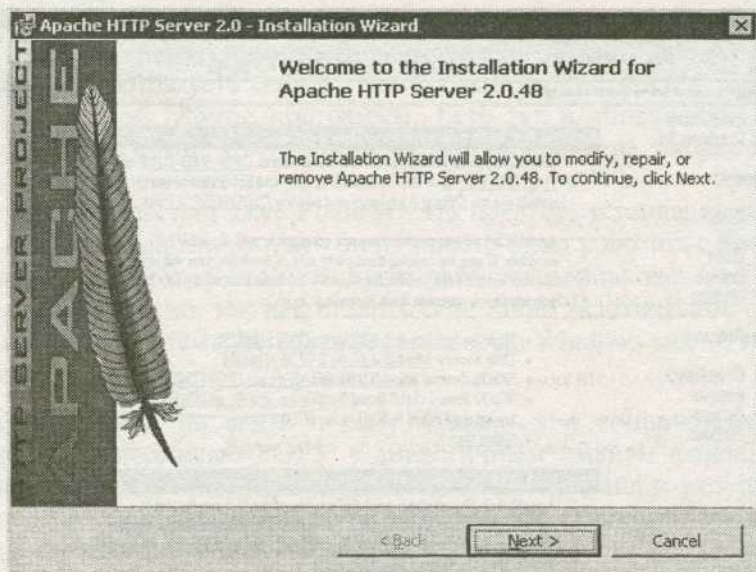 Apache HTTP Server 2.0 - Installation Wizard
Welcome to the Installation Wizard for
Apache HTTP Server 2.0.48
The Installation Wizard will allow you to modify, repair, or
remove Apache HTTP Server 2.0.48. To continue, click Next.
HTTP SERVER PROJECT
APACHE
< Back
Next >
Cancel